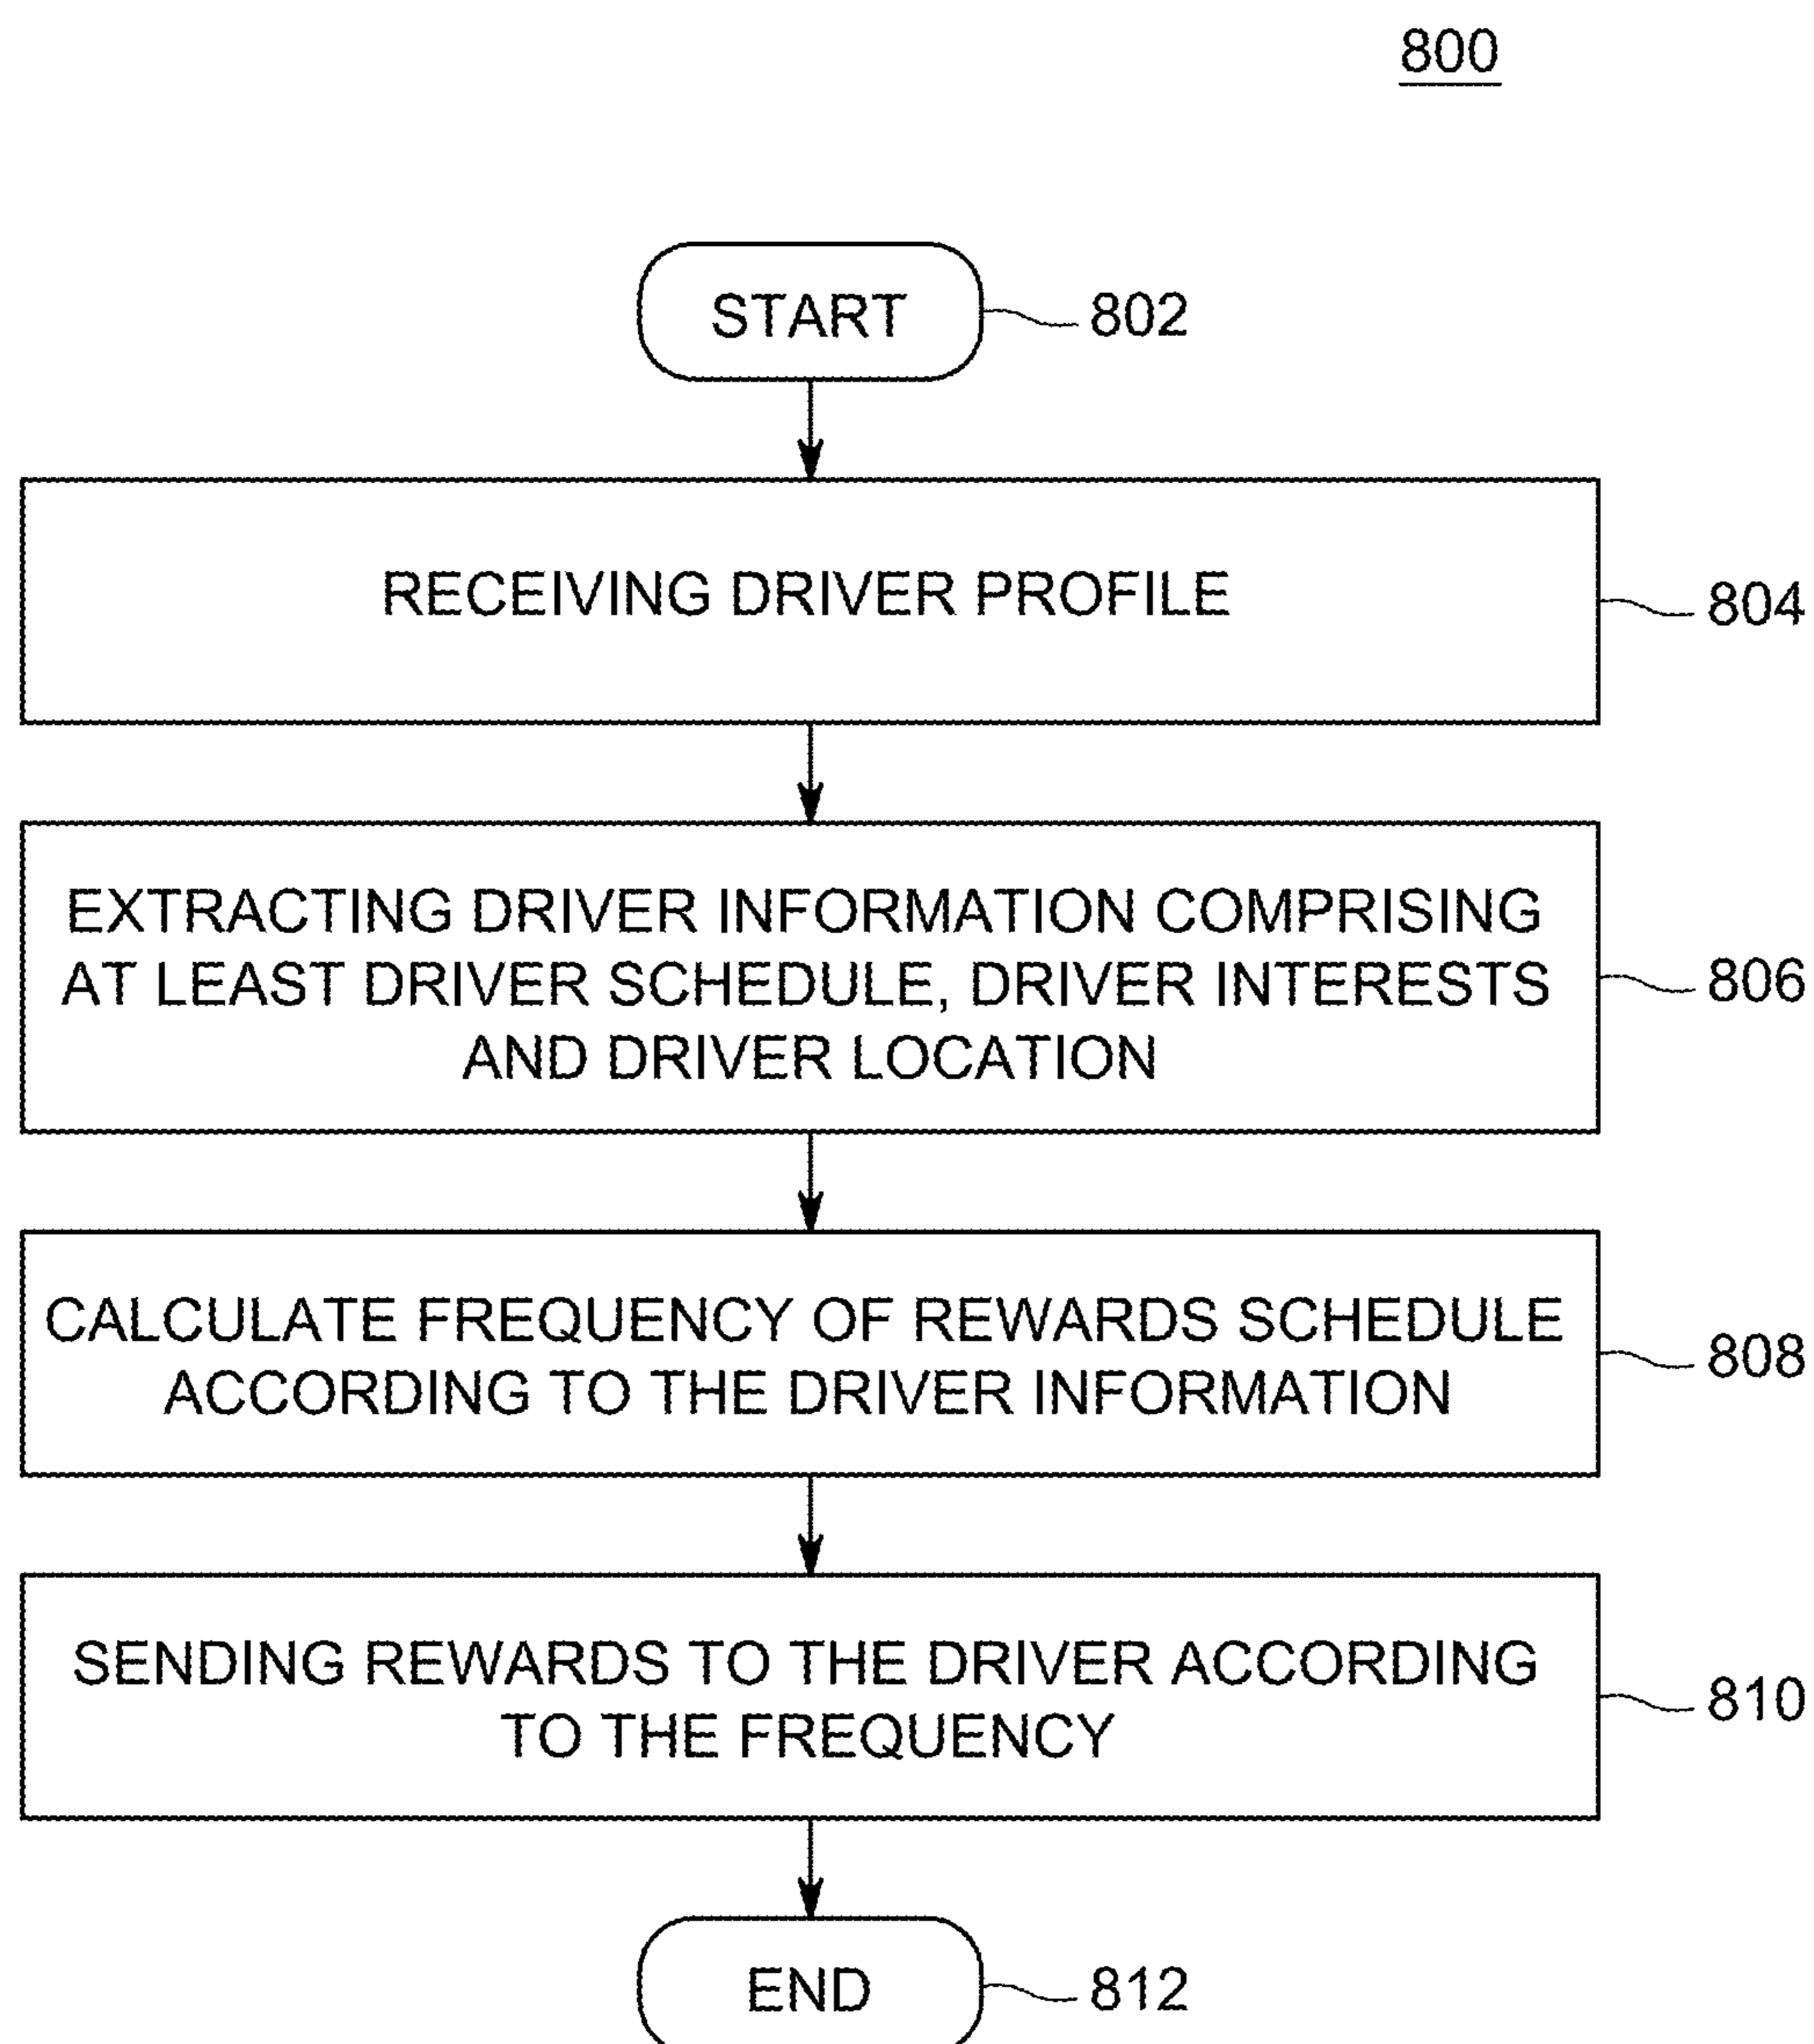 800
START
802
RECEIVING DRIVER PROFILE
804
EXTRACTING DRIVER INFORMATION COMPRISING
AT LEAST DRIVER SCHEDULE, DRIVER INTERESTS
AND DRIVER LOCATION
806
CALCULATE FREQUENCY OF REWARDS SCHEDULE
ACCORDING TO THE DRIVER INFORMATION
808
SENDING REWARDS TO THE DRIVER ACCORDING
TO THE FREQUENCY
810
END
812